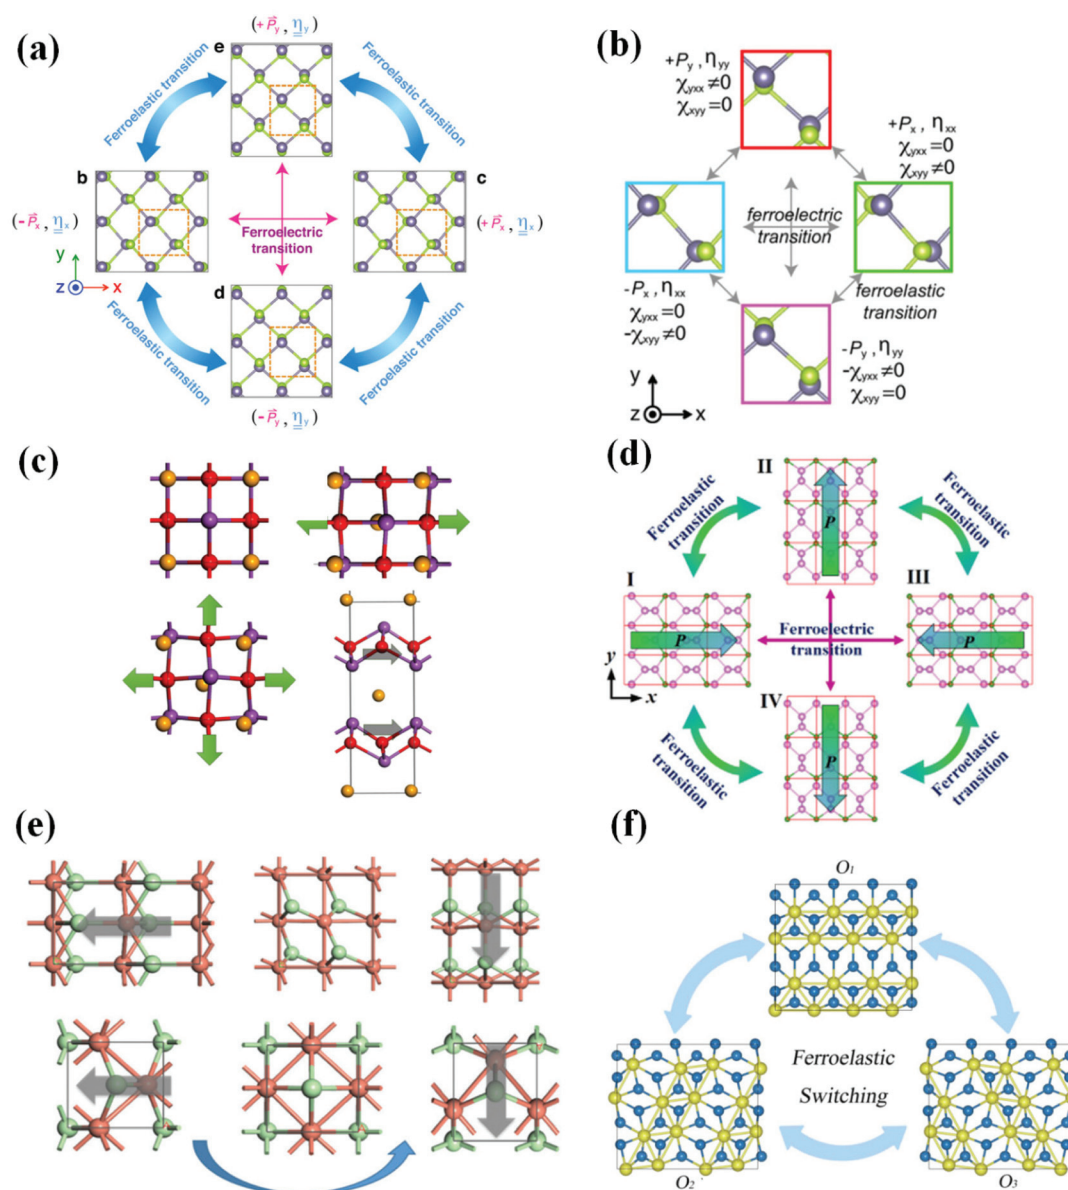 (a)
(+P⃗y, η̲̲y)
e
Ferroelastic transition
Ferroelastic transition
b
c
(-P⃗x, η̲̲x)
Ferroelectric
transition
(+P⃗x, η̲̲x)
y
z
x
d
Ferroelastic transition
Ferroelastic transition
(-P⃗y, η̲̲y)
(b)
+Py, ηyy
χyxx≠0
χxyy=0
+Px, ηxx
χyxx=0
χxyy≠0
ferroelectric
transition
-Px, ηxx
χyxx=0
-χxyy≠0
ferroelastic
transition
-Py, ηyy
-χyxx≠0
χxyy=0
y
z
x
(c)
(d)
II
Ferroelastic
transition
Ferroelastic
transition
P
I
III
P
Ferroelectric
transition
P
y
x
IV
P
Ferroelastic
transition
Ferroelastic
transition
(e)
(f)
O1
Ferroelastic
Switching
O2
O3